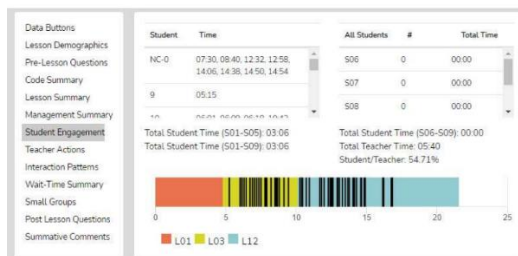 Data Buttons
Lesson Demographics
Pre-Lesson Questions
Code Summary
Lesson Summary
Management Summary
Student Engagement
Teacher Actions
Interaction Patterns
Wait-Time Summary
Small Groups
Post Lesson Questions
Summative Comments
Student Time
NC-0 07:30, 08:40, 12:32, 12:58,
14:06, 14:38, 14:50, 14:54
9 05:15
Total Student Time (S01-S05): 03:06
Total Student Time (S01-S09): 03:06
All Students # Total Time
S06 0 00:00
S07 0 00:00
S08 0 00:00
Total Student Time (S06-S09): 00:00
Total Teacher Time: 05:40
Student/Teacher: 54.71%
0 5 10 15 20 25
L01 L03 L12